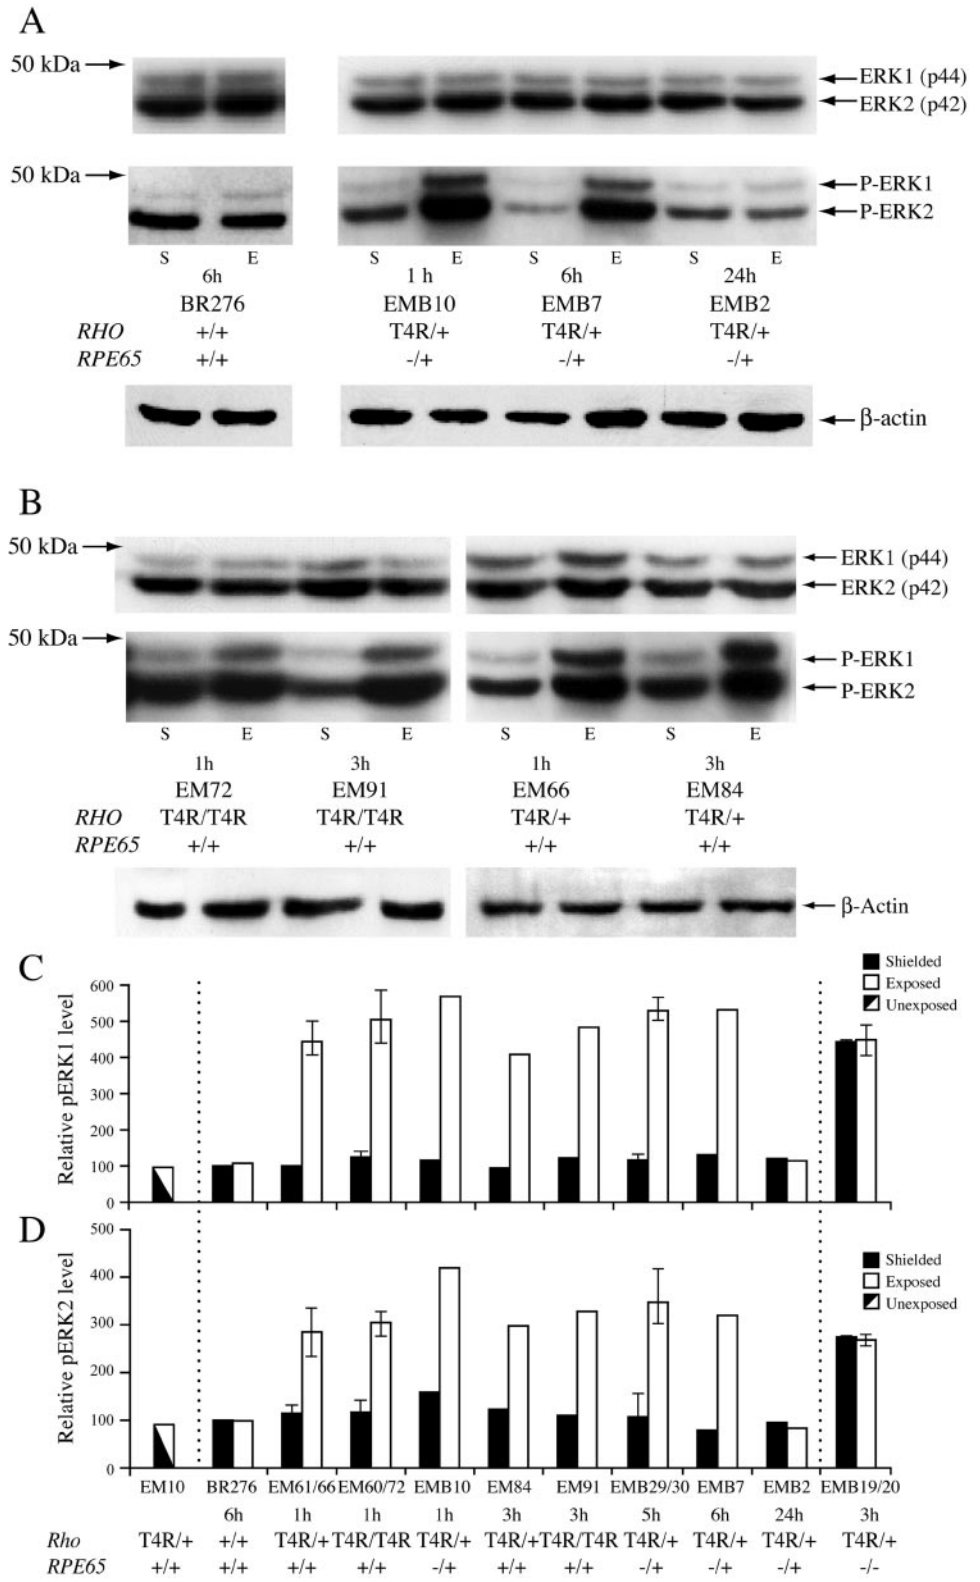 A
50 kDa
ERK1 (p44)
ERK2 (p42)
50 kDa
P-ERK1
P-ERK2
S E S E S E S E
6h 1 h 6h 24h
BR276 EMB10 EMB7 EMB2
RHO +/+ T4R/+ T4R/+ T4R/+
RPE65 +/+ -/+ -/+ -/+
β-actin
B
50 kDa
ERK1 (p44)
ERK2 (p42)
50 kDa
P-ERK1
P-ERK2
S E S E S E S E
1h 3h 1h 3h
EM72 EM91 EM66 EM84
RHO T4R/T4R T4R/T4R T4R/+ T4R/+
RPE65 +/+ +/+ +/+ +/+
β-Actin
C
Shielded
Exposed
Unexposed
Relative pERK1 level
600
500
400
300
200
100
0
D
Shielded
Exposed
Unexposed
Relative pERK2 level
500
400
300
200
100
0
EM10 BR276 EM61/66 EM60/72 EMB10 EM84 EM91 EMB29/30 EMB7 EMB2 EMB19/20
6h 1h 1h 1h 3h 3h 5h 6h 24h 3h
Rho T4R/+ +/+ T4R/+ T4R/T4R T4R/+ T4R/+ T4R/T4R T4R/+ T4R/+ T4R/+ T4R/+
RPE65 +/+ +/+ +/+ +/+ -/+ +/+ +/+ -/+ -/+ -/+ -/-